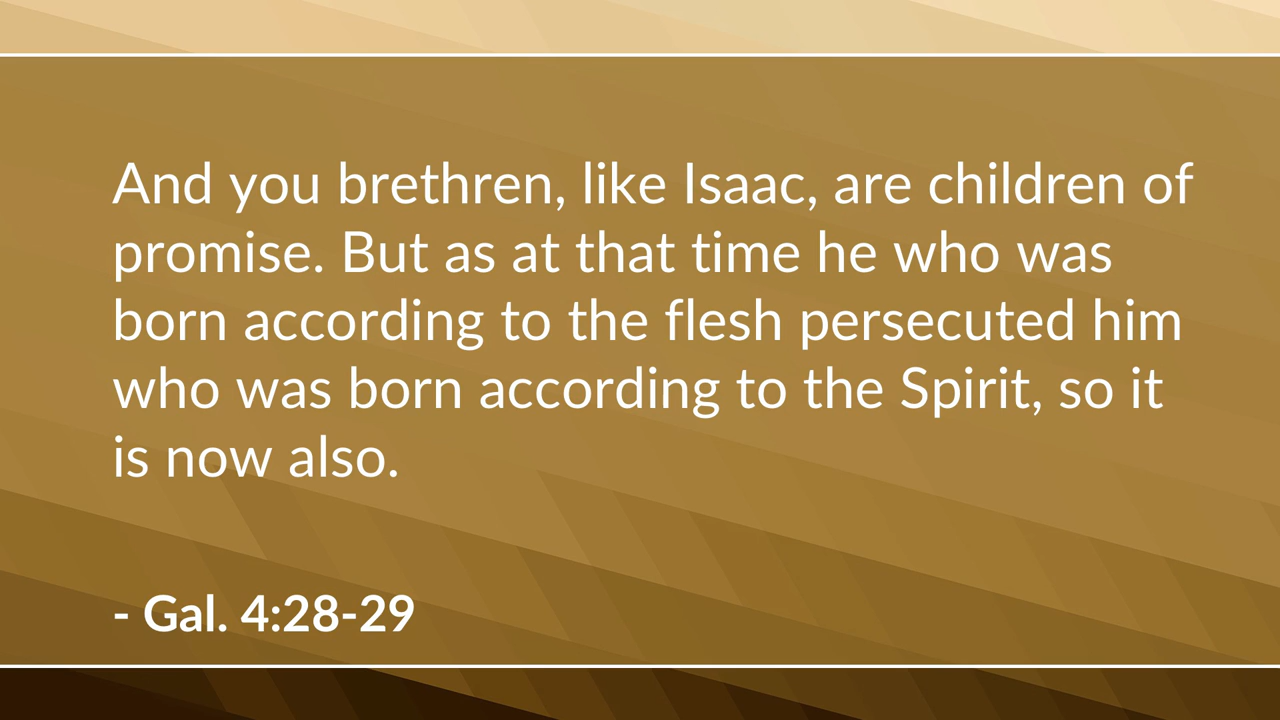 And you brethren, like Isaac, are children of
promise. But as at that time he who was
born according to the flesh persecuted him
who was born according to the Spirit, so it
is now also.
- Gal. 4:28-29